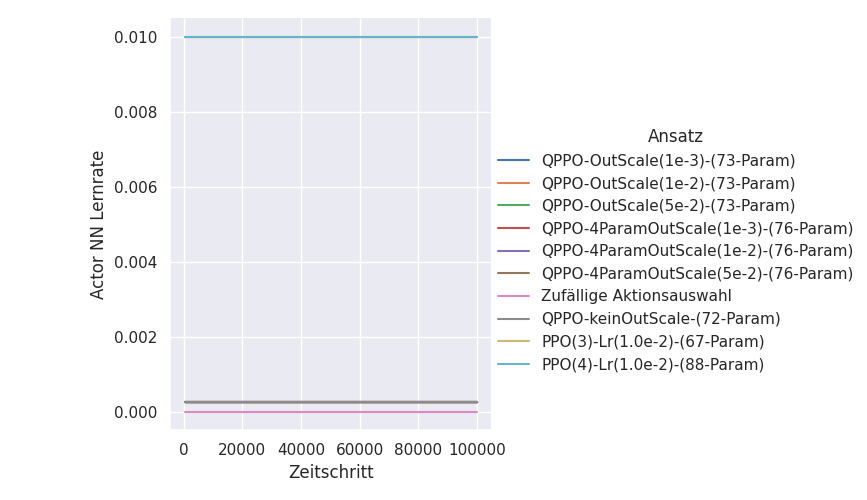 0.010
0.008
0.006
0.004
0.002
0.000
Actor NN Lernrate
0 20000 40000 60000 80000 100000
Zeitschritt
Ansatz
QPPO-OutScale(1e-3)-(73-Param)
QPPO-OutScale(1e-2)-(73-Param)
QPPO-OutScale(5e-2)-(73-Param)
QPPO-4ParamOutScale(1e-3)-(76-Param)
QPPO-4ParamOutScale(1e-2)-(76-Param)
QPPO-4ParamOutScale(5e-2)-(76-Param)
Zufällige Aktionsauswahl
QPPO-keinOutScale-(72-Param)
PPO(3)-Lr(1.0e-2)-(67-Param)
PPO(4)-Lr(1.0e-2)-(88-Param)